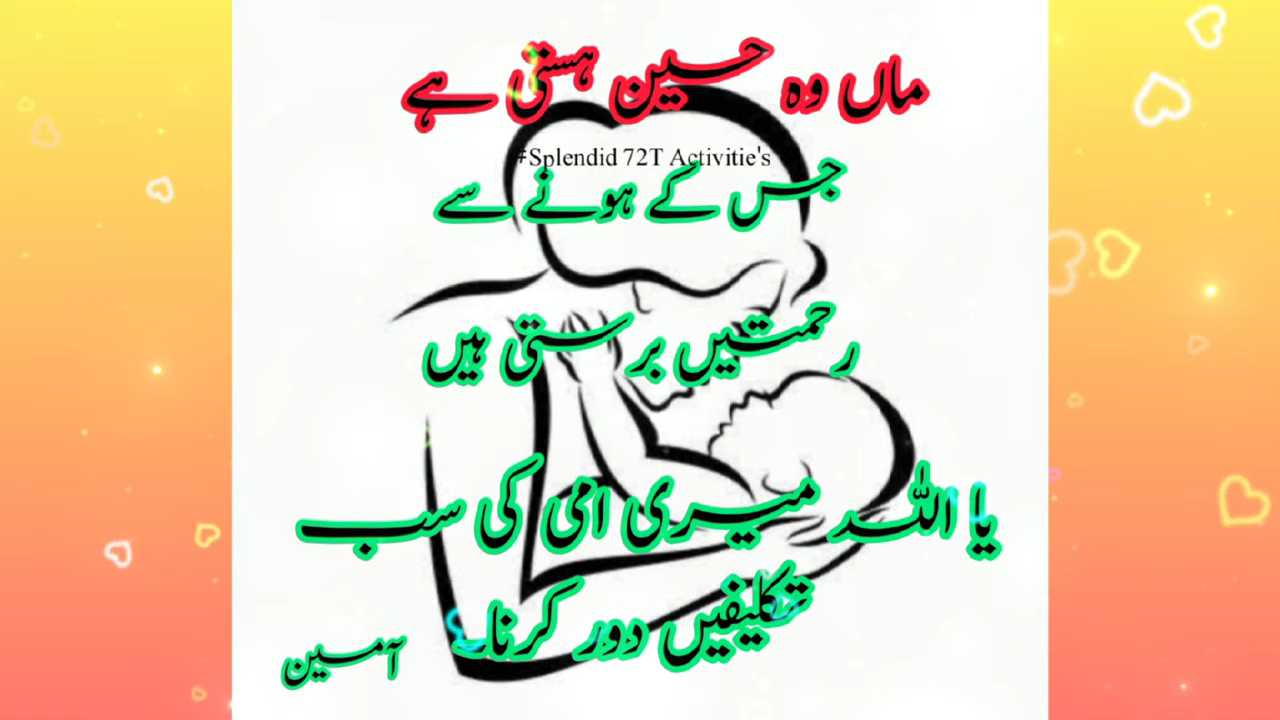 ماں وہ حسین ہستی ہے
#Splendid 72T Activitie's
جس کے ہونے سے
رحمتیں برستی ہیں
یا اللہ میری امی کی سب
تکلیفیں دور کرنا
آمین